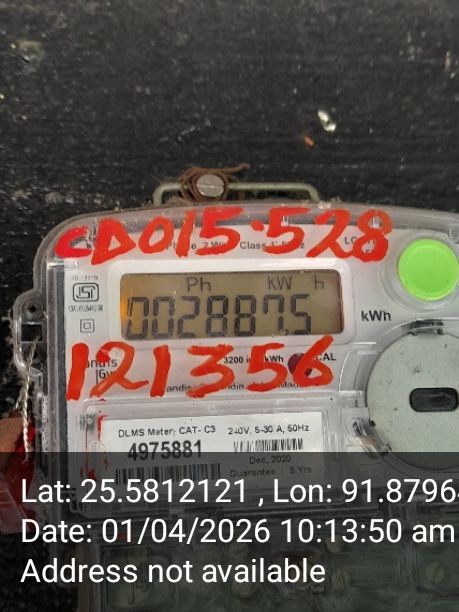 CD015.528
Ph kW h
0028875
kWh
121356
3200 CAL
DLMS Meter, CAT- C3 240V, 5-30 A, 50Hz
4975881
Dec, 2020
Guarantee : 5 Yrs
Lat: 25.5812121 , Lon: 91.8796
Date: 01/04/2026 10:13:50 am
Address not available